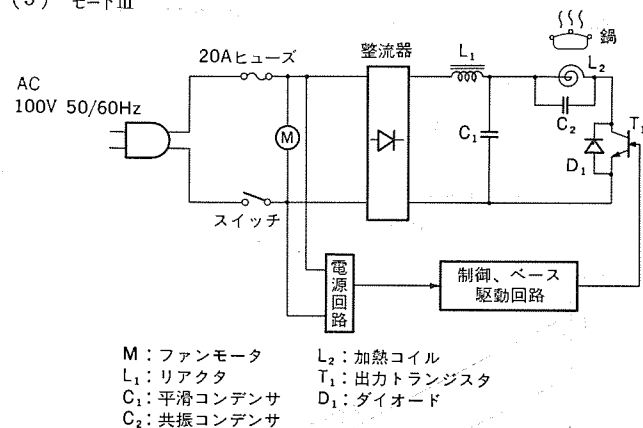 (3) モードⅢ
鍋
20Aヒューズ
整流器
L₁
L₂
AC
100V 50/60Hz
M
C₁
C₂
T₁
D₁
スイッチ
電源回路
制御、ベース
駆動回路
M：ファンモータ
L₁：リアクタ
C₁：平滑コンデンサ
C₂：共振コンデンサ
L₂：加熱コイル
T₁：出力トランジスタ
D₁：ダイオード